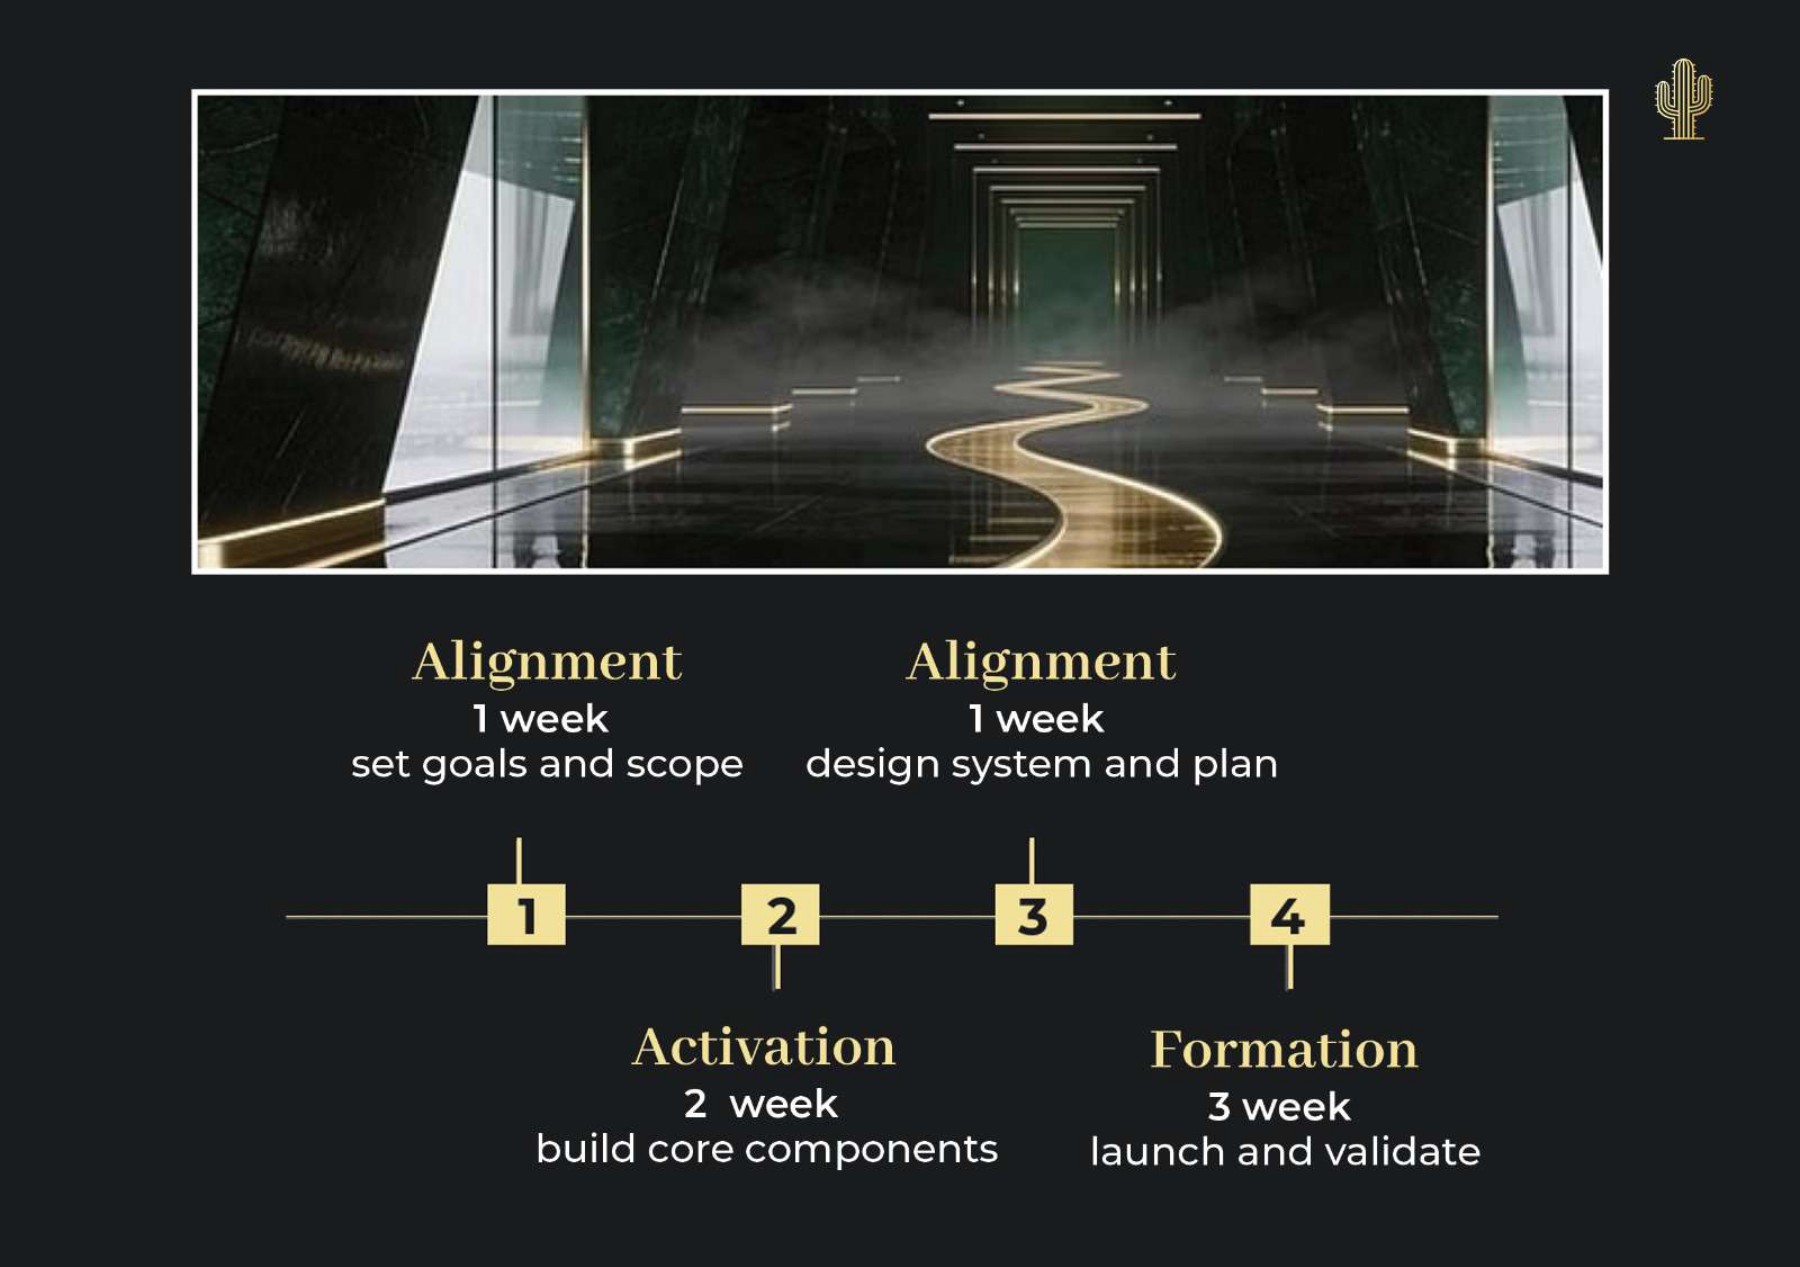 Alignment
1 week
set goals and scope
Alignment
1 week
design system and plan
1
2
3
4
Activation
2 week
build core components
Formation
3 week
launch and validate